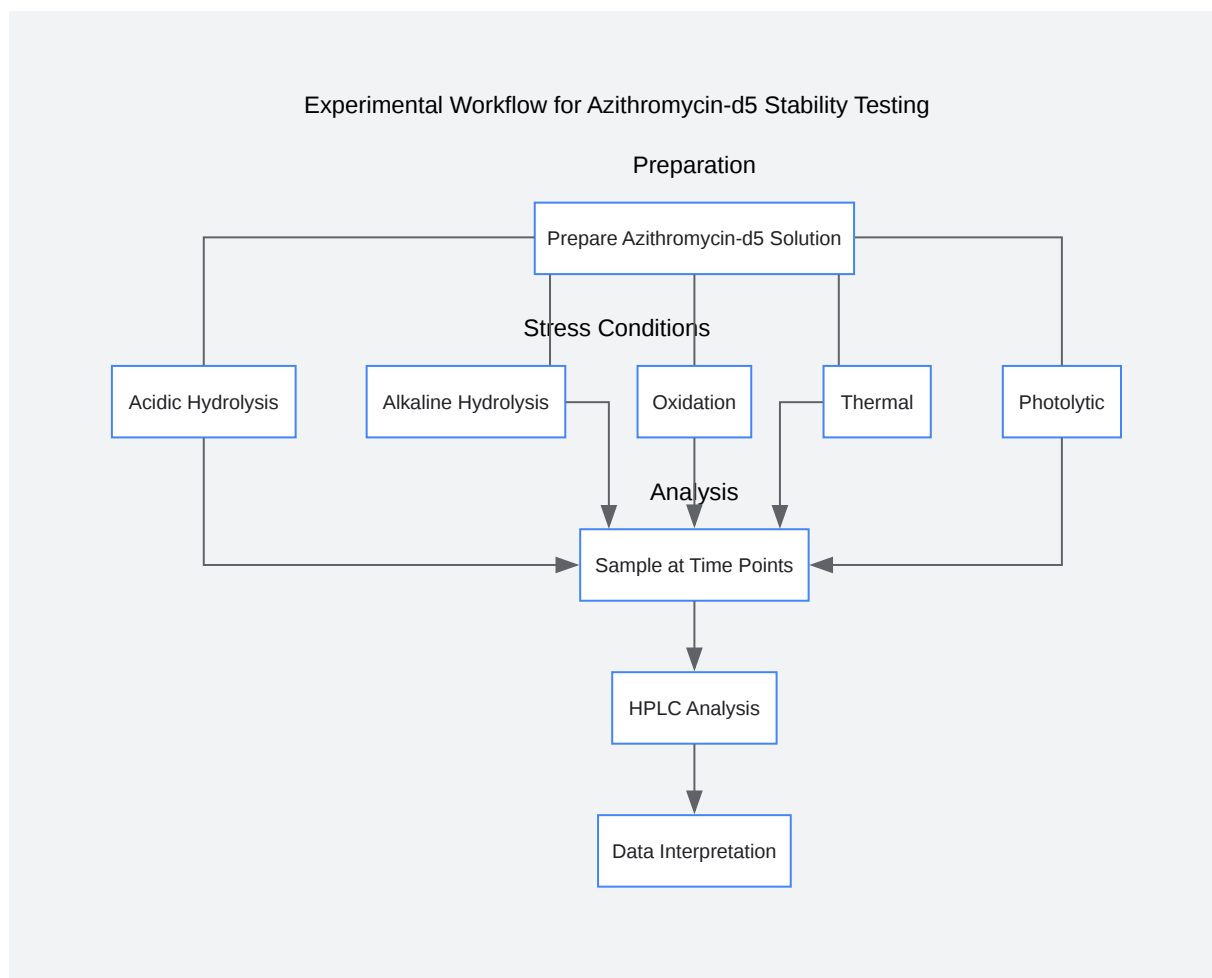 Experimental Workflow for Azithromycin-d5 Stability Testing
Preparation
Prepare Azithromycin-d5 Solution
Stress Conditions
Acidic Hydrolysis
Alkaline Hydrolysis
Oxidation
Thermal
Photolytic
Analysis
Sample at Time Points
HPLC Analysis
Data Interpretation